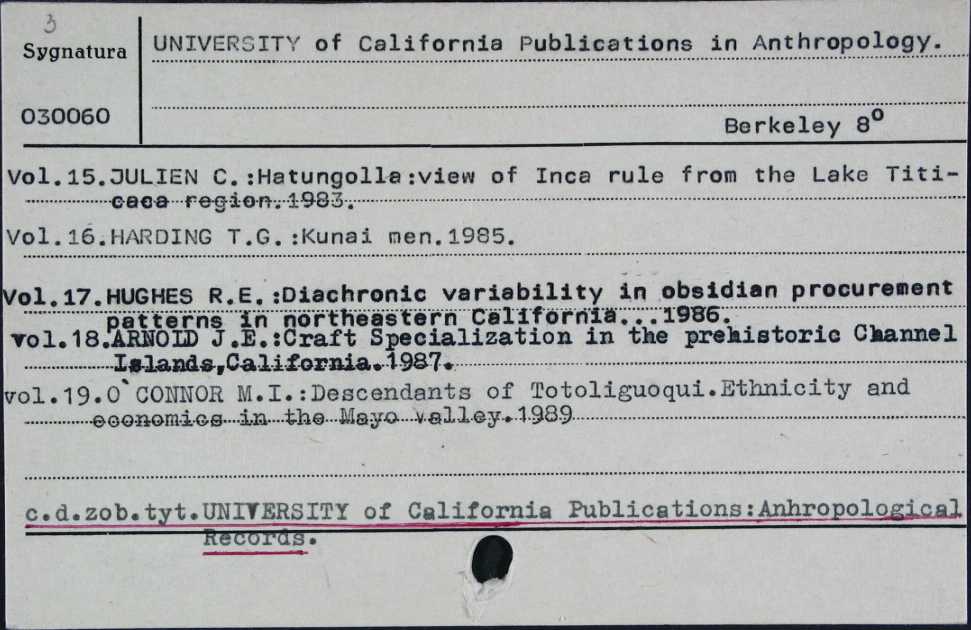 3
Sygnatura
UNIVERSITY of California Publications in Anthropology.
030060
Berkeley 8⁰
Vol.15.JULIEN C.:Hatungolla:view of Inca rule from the Lake Titi-
caca region.1983.
Vol.16.HARDING T.G.:Kunai men.1985.
Vol.17.HUGHES R.E.:Diachronic variability in obsidian procurement
patterns in northeastern California...1986.
vol.18.ARNOLD J.E.:Craft Specialization in the prehistoric Channel
Islands,California.1987.
vol.19.O`CONNOR M.I.:Descendants of Totoliguoqui.Ethnicity and
economics in the Mayo valley.1989
c.d.zob.tyt.UNIVERSITY of California Publications:Anhropological
Records.